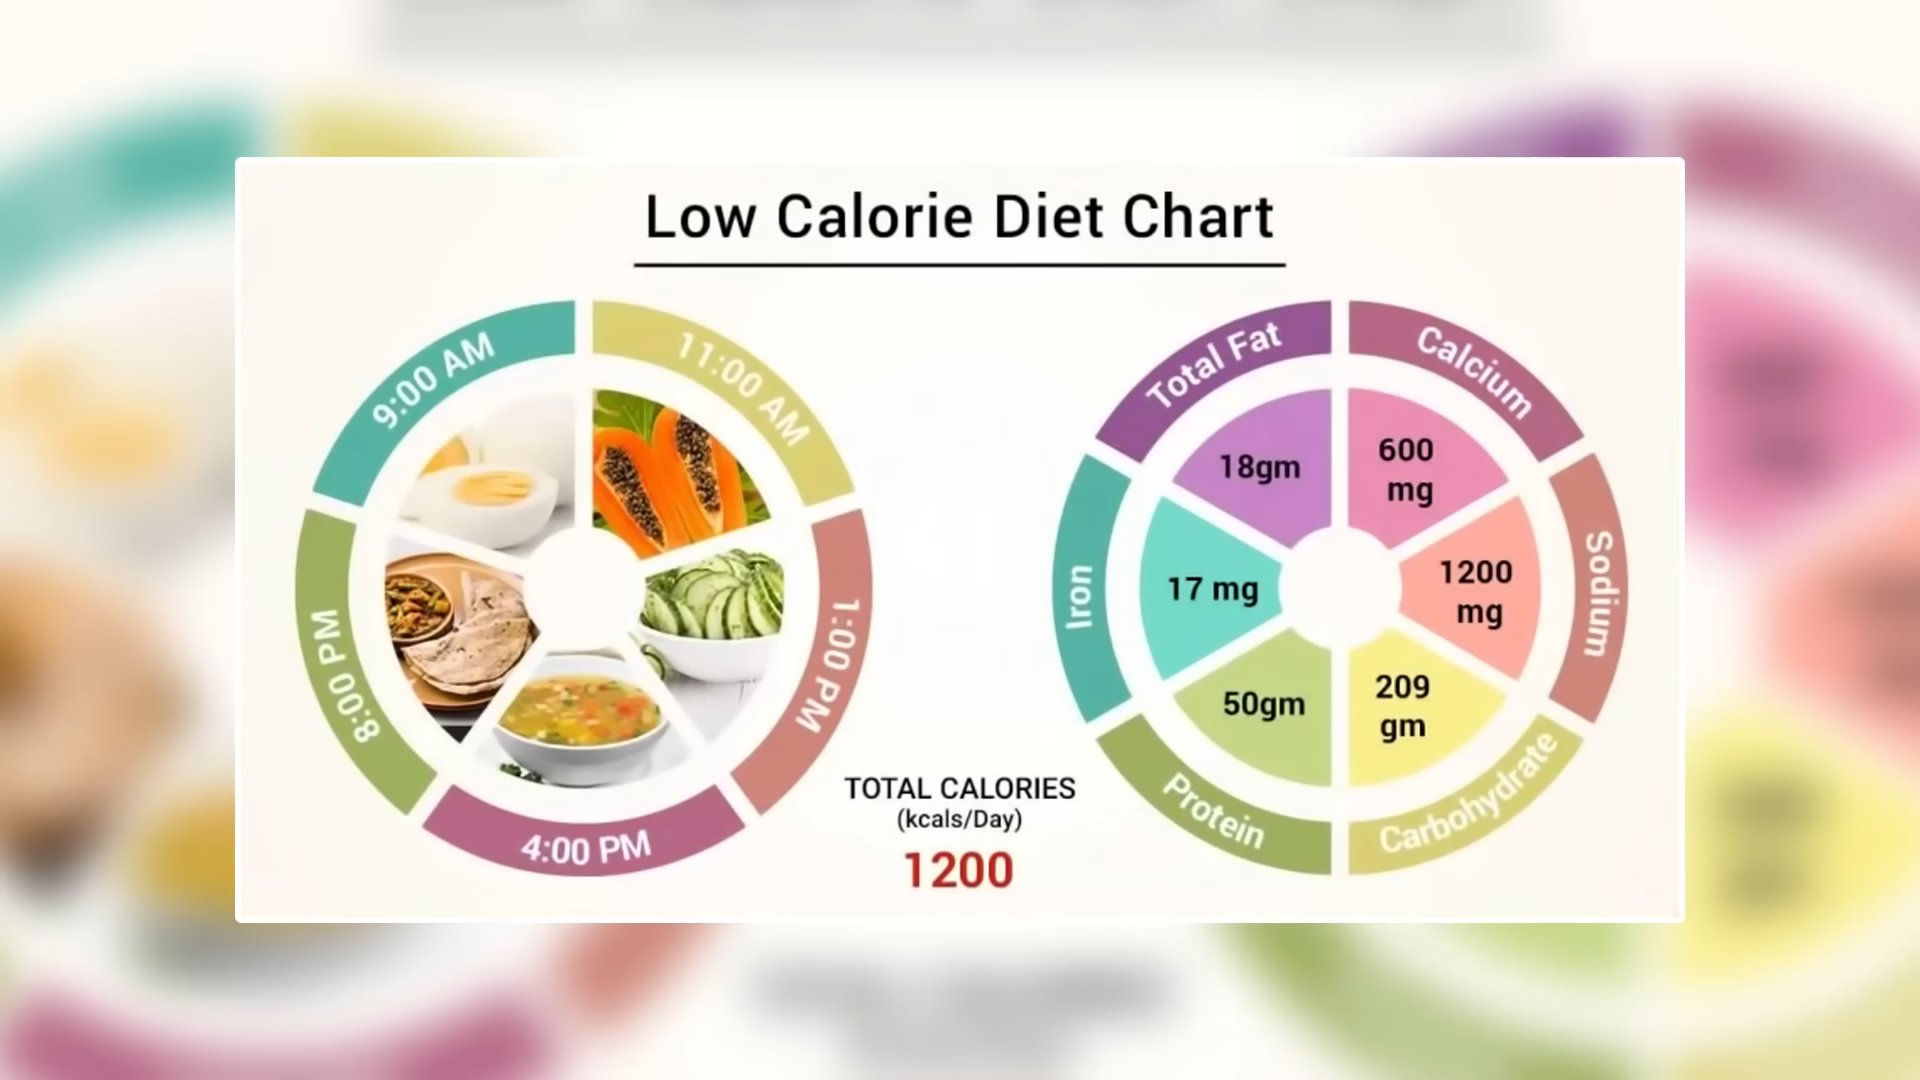 Low Calorie Diet Chart
9:00 AM
11:00 AM
1:00 PM
4:00 PM
8:00 PM
TOTAL CALORIES
(kcals/Day)
1200
Total Fat
18gm
Calcium
600
mg
Sodium
1200
mg
Carbohydrate
209
gm
Protein
50gm
Iron
17 mg